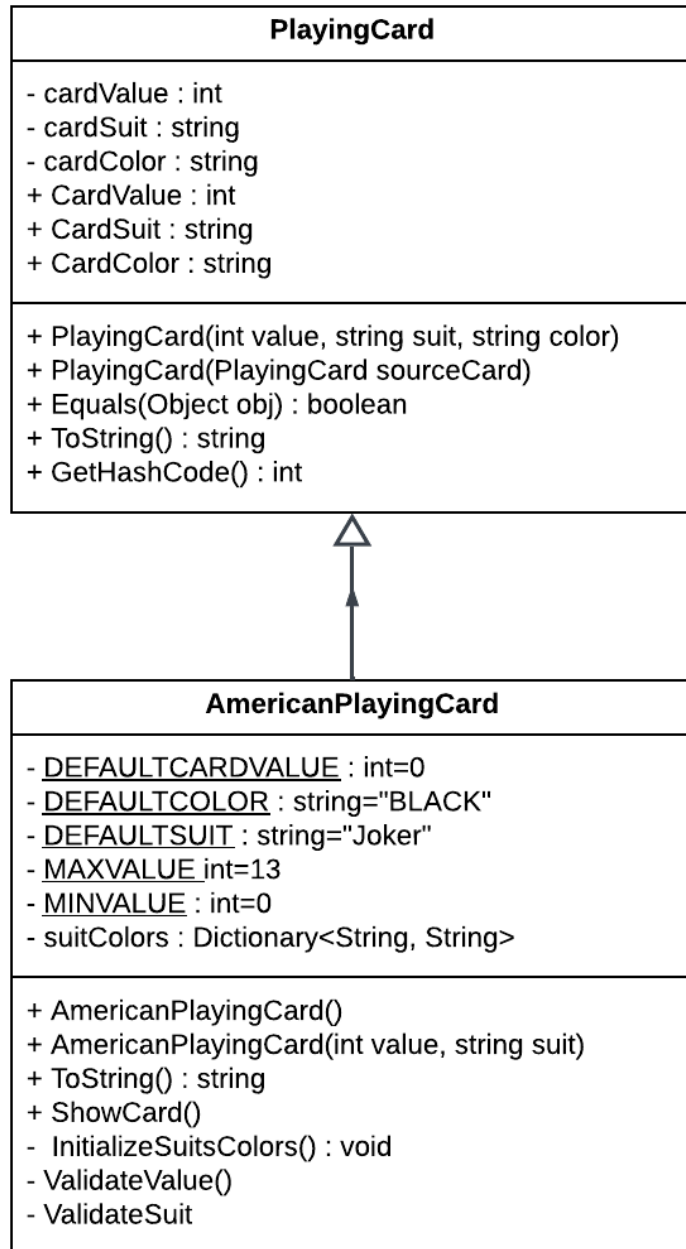 PlayingCard
- cardValue : int
- cardSuit : string
- cardColor : string
+ CardValue : int
+ CardSuit : string
+ CardColor : string
+ PlayingCard(int value, string suit, string color)
+ PlayingCard(PlayingCard sourceCard)
+ Equals(Object obj) : boolean
+ ToString() : string
+ GetHashCode() : int
AmericanPlayingCard
- DEFAULTCARDVALUE : int=0
- DEFAULTCOLOR : string="BLACK"
- DEFAULTSUIT : string="Joker"
- MAXVALUE int=13
- MINVALUE : int=0
- suitColors : Dictionary<String, String>
+ AmericanPlayingCard()
+ AmericanPlayingCard(int value, string suit)
+ ToString() : string
+ ShowCard()
- InitializeSuitsColors() : void
- ValidateValue()
- ValidateSuit